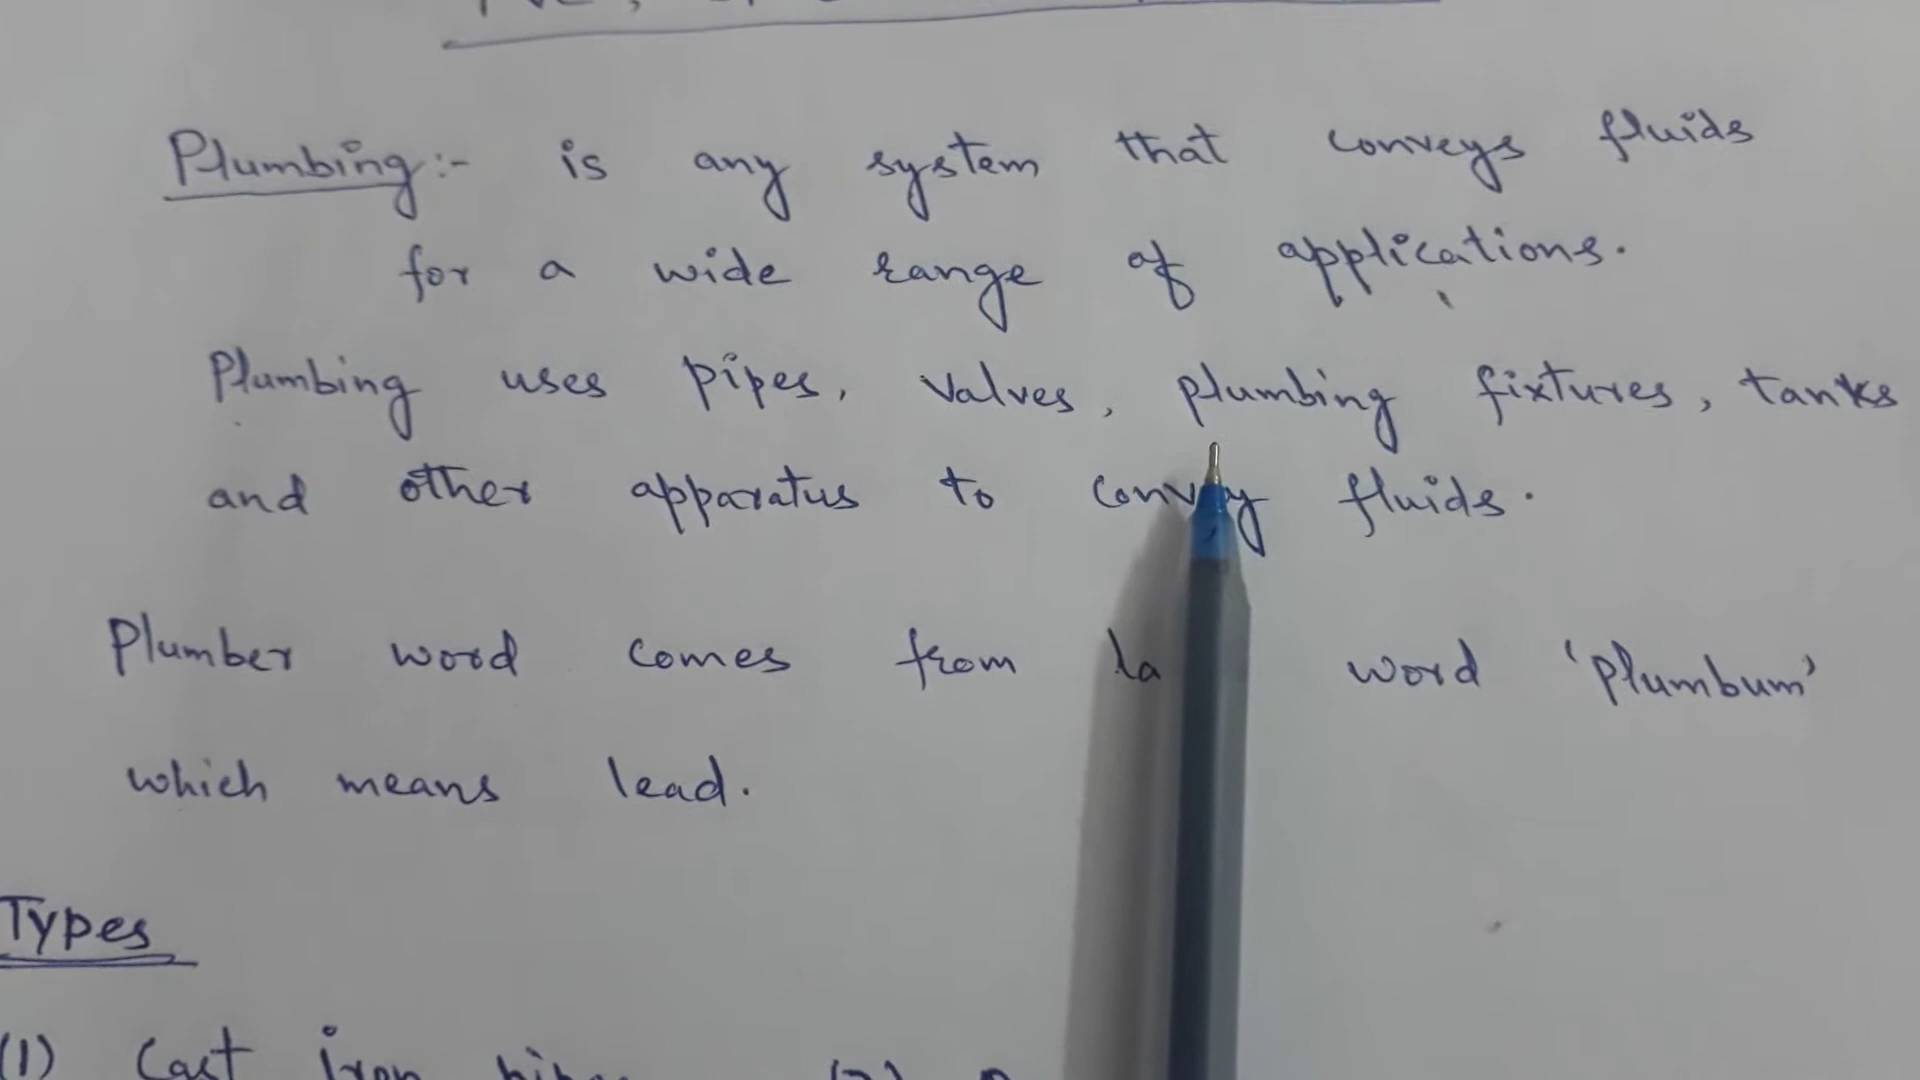 Plumbing:- is any system that conveys fluids
for a wide range of applications.
Plumbing uses pipes, valves, plumbing fixtures, tanks
and other apparatus to convey fluids.
Plumber word comes from word 'plumbum'
which means lead.
Types
(1) Cast iron